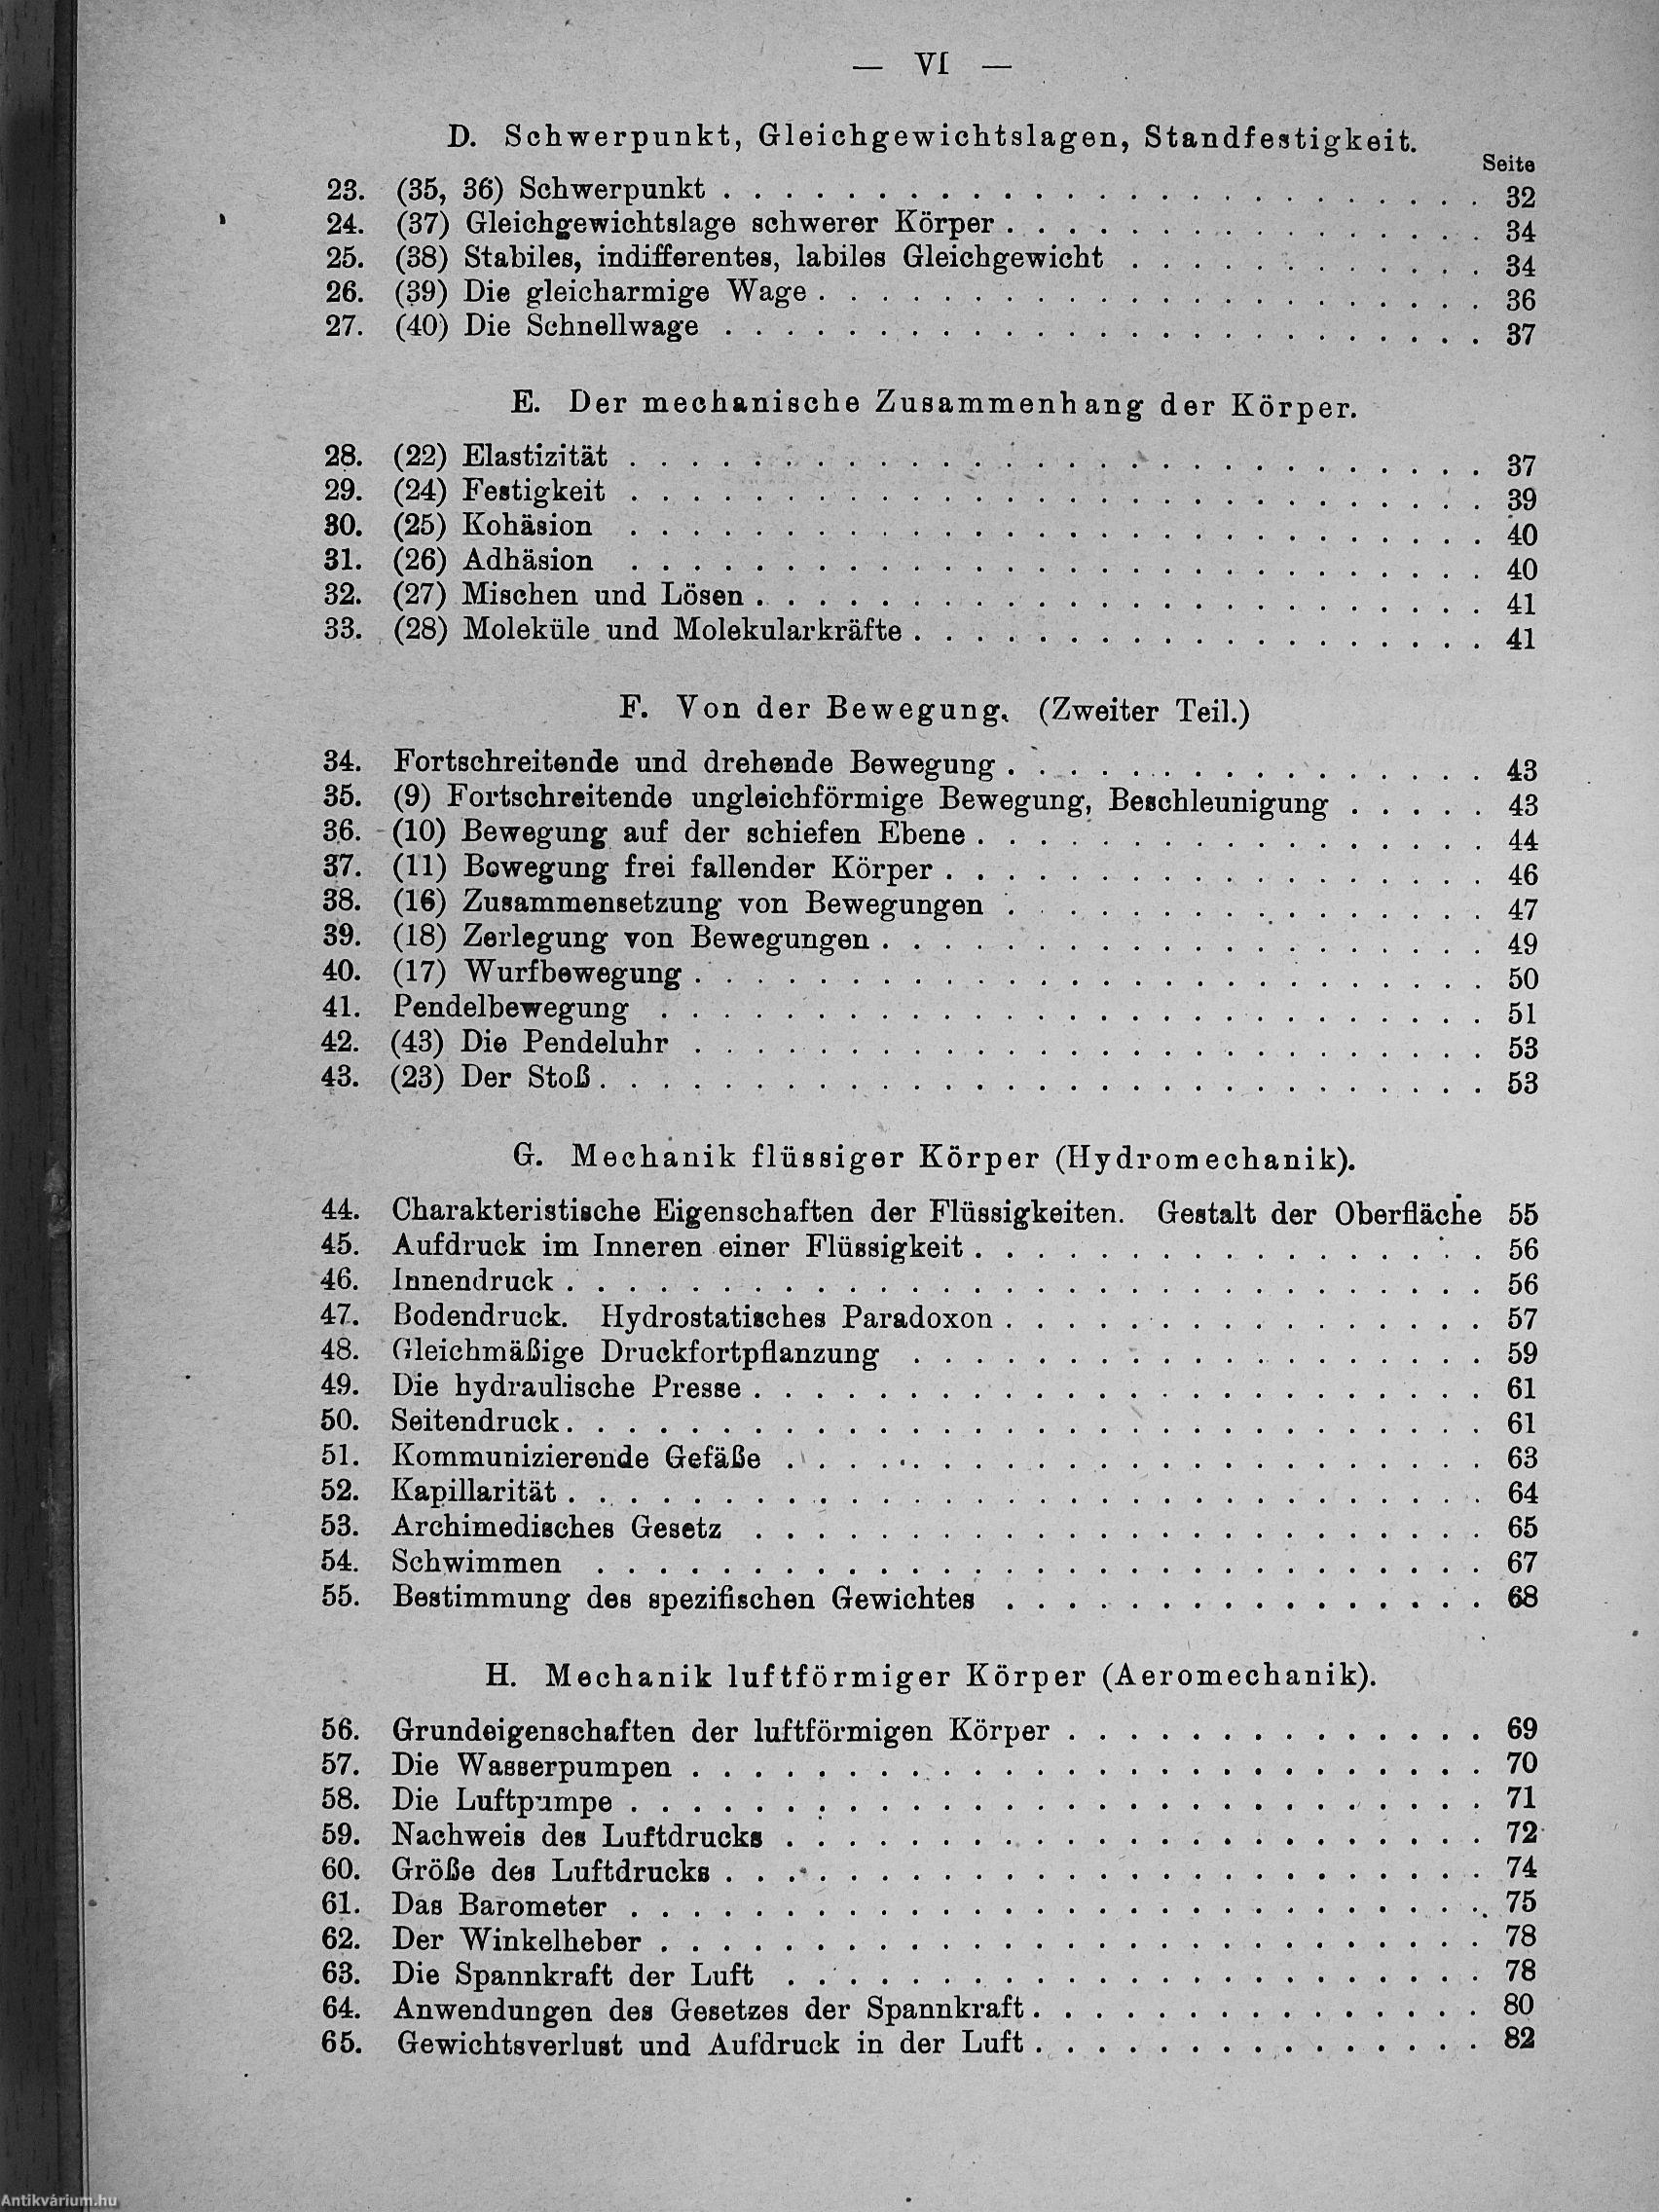 — VI —
D. Schwerpunkt, Gleichgewichtslagen, Standfestigkeit.
Seite
23. (35, 36) Schwerpunkt . . . . . . . . . . 32
24. (37) Gleichgewichtslage schwerer Körper . . . . . . . . . . 34
25. (38) Stabiles, indifferentes, labiles Gleichgewicht . . . . . . . . . . 34
26. (39) Die gleicharmige Wage . . . . . . . . . . 36
27. (40) Die Schnellwage . . . . . . . . . . 37
E. Der mechanische Zusammenhang der Körper.
28. (22) Elastizität . . . . . . . . . . 37
29. (24) Festigkeit . . . . . . . . . . 39
30. (25) Kohäsion . . . . . . . . . . 40
31. (26) Adhäsion . . . . . . . . . . 40
32. (27) Mischen und Lösen . . . . . . . . . . 41
33. (28) Moleküle und Molekularkräfte . . . . . . . . . . 41
F. Von der Bewegung. (Zweiter Teil.)
34. Fortschreitende und drehende Bewegung . . . . . . . . . . 43
35. (9) Fortschreitende ungleichförmige Bewegung, Beschleunigung . . . . . 43
36. (10) Bewegung auf der schiefen Ebene . . . . . . . . . . 44
37. (11) Bewegung frei fallender Körper . . . . . . . . . . 46
38. (16) Zusammensetzung von Bewegungen . . . . . . . . . . 47
39. (18) Zerlegung von Bewegungen . . . . . . . . . . 49
40. (17) Wurfbewegung . . . . . . . . . . 50
41. Pendelbewegung . . . . . . . . . . 51
42. (43) Die Pendeluhr . . . . . . . . . . 53
43. (23) Der Stoß . . . . . . . . . . 53
G. Mechanik flüssiger Körper (Hydromechanik).
44. Charakteristische Eigenschaften der Flüssigkeiten. Gestalt der Oberfläche 55
45. Aufdruck im Inneren einer Flüssigkeit . . . . . . . . . . 56
46. Innendruck . . . . . . . . . . 56
47. Bodendruck. Hydrostatisches Paradoxon . . . . . . . . . . 57
48. Gleichmäßige Druckfortpflanzung . . . . . . . . . . 59
49. Die hydraulische Presse . . . . . . . . . . 61
50. Seitendruck . . . . . . . . . . 61
51. Kommunizierende Gefäße . . . . . . . . . . 63
52. Kapillarität . . . . . . . . . . 64
53. Archimedisches Gesetz . . . . . . . . . . 65
54. Schwimmen . . . . . . . . . . 67
55. Bestimmung des spezifischen Gewichtes . . . . . . . . . . 68
H. Mechanik luftförmiger Körper (Aeromechanik).
56. Grundeigenschaften der luftförmigen Körper . . . . . . . . . . 69
57. Die Wasserpumpen . . . . . . . . . . 70
58. Die Luftpumpe . . . . . . . . . . 71
59. Nachweis des Luftdrucks . . . . . . . . . . 72
60. Größe des Luftdrucks . . . . . . . . . . 74
61. Das Barometer . . . . . . . . . . 75
62. Der Winkelheber . . . . . . . . . . 78
63. Die Spannkraft der Luft . . . . . . . . . . 78
64. Anwendungen des Gesetzes der Spannkraft . . . . . . . . . . 80
65. Gewichtsverlust und Aufdruck in der Luft . . . . . . . . . . 82
Antikvárium.hu